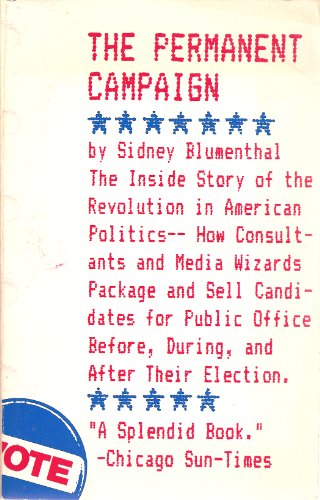 THE PERMANENT
CAMPAIGN
by Sidney Blumenthal
The Inside Story of the
Revolution in American
Politics-- How Consult-
ants and Media Wizards
Package and Sell Candi-
dates for Public Office
Before, During, and
After Their Election.
"A Splendid Book."
-Chicago Sun-Times
VOTE